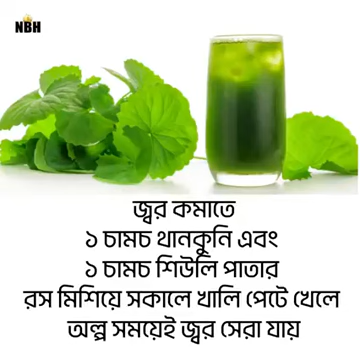 NBH
জ্বর কমাতে
১ চামচ থানকুনি এবং
১ চামচ শিউলি পাতার
রস মিশিয়ে সকালে খালি পেটে খেলে
অল্প সময়েই জ্বর সেরা যায়